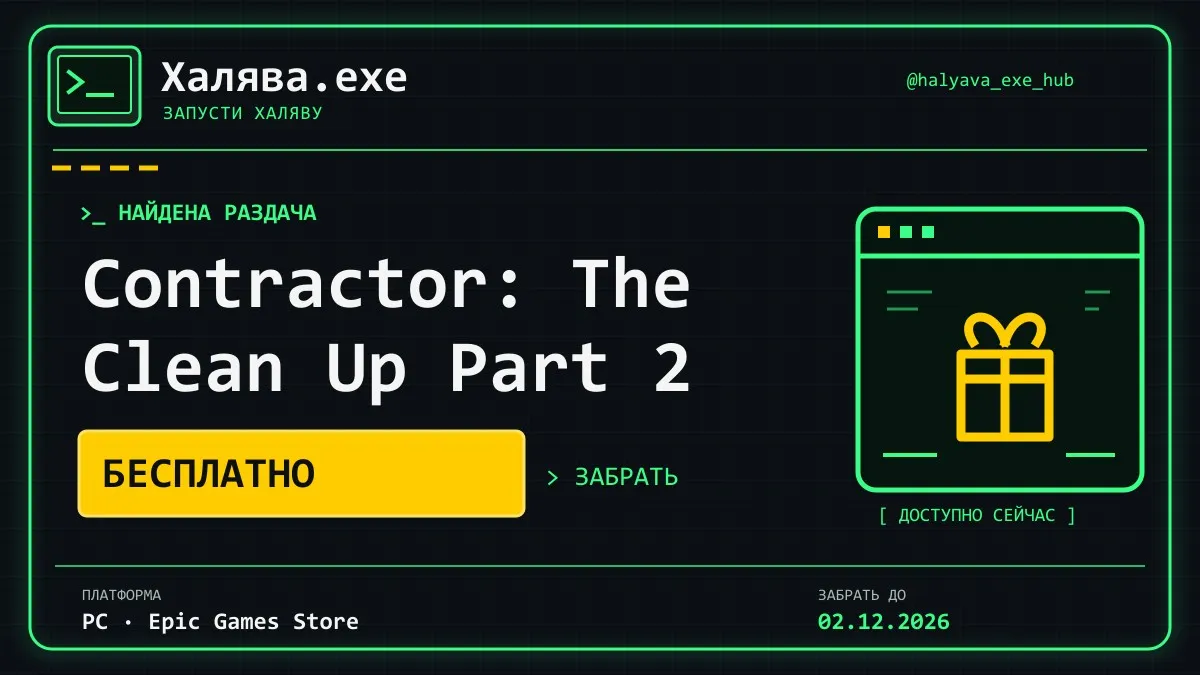 >_
Халява.exe
ЗАПУСТИ ХАЛЯВУ
@halyava_exe_hub
>_ НАЙДЕНА РАЗДАЧА
Contractor: The
Clean Up Part 2
БЕСПЛАТНО
> ЗАБРАТЬ
[ ДОСТУПНО СЕЙЧАС ]
ПЛАТФОРМА
PC · Epic Games Store
ЗАБРАТЬ ДО
02.12.2026